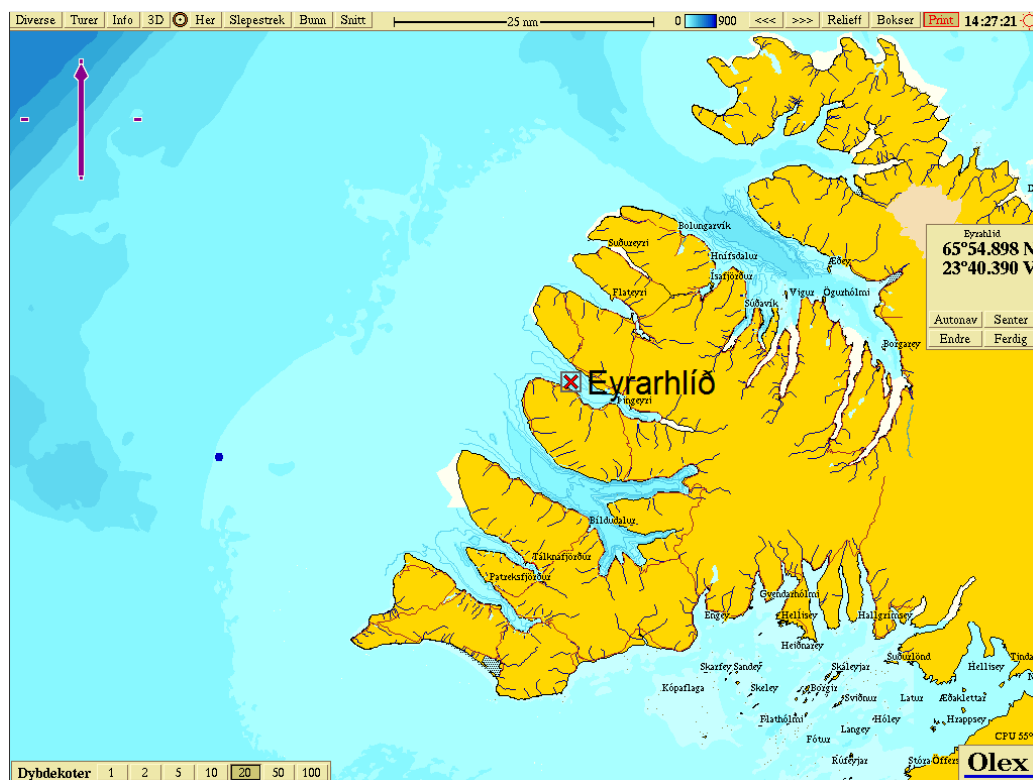 Diverse Turer Info 3D Her Slepestrek Bunn Snitt 25 nm 0 900 <<< >>> Relieff Bokser Print 14:27:21
Bolungarvík
Suðureyri
Hnífsdalur
Æðey
Ísafjörður
Flateyri
Vigur Ögurhólmi
Súðavík
Borgarey
Eyrarhlíð
Þingeyri
Eyrarhlid
65°54.898 N
23°40.390 V
Autonav Senter
Endre Ferdig
Bíldudalur
Tálknafjörður
Patreksfjörður
Gvendarhólmi
Engey Hellisey Hallgrímsey
Heiðnarey
Suðurlönd
Tinda
Hellisey
Skarfey Sandey Skáleyjar
Kópaflaga Skeley Borgir
Sviðnur Latur Æðaklettar
Flathólmi Hóley Hrappsey
Langey
Fótur
CPU 55°
Rúfeyjar Stóra-Öffers
Olex
Dybdekoter 1 2 5 10 20 50 100